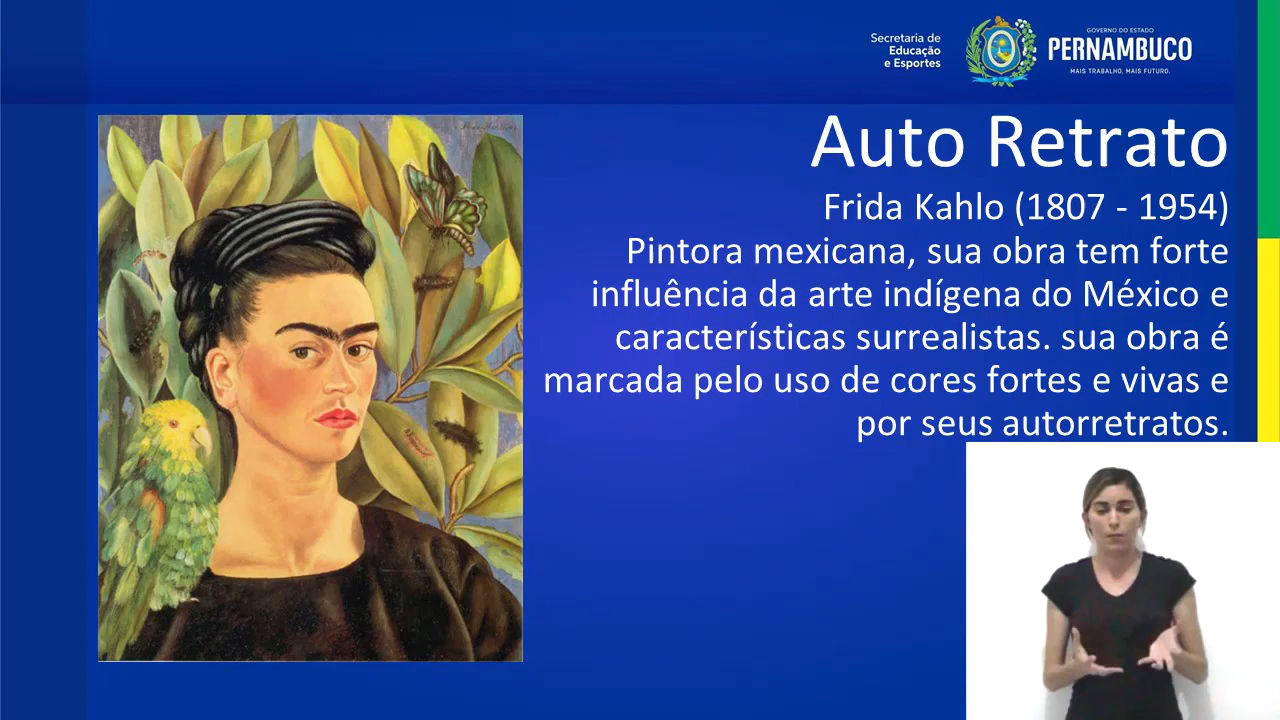 Secretaria de
Educação
e Esportes
GOVERNO DO ESTADO
PERNAMBUCO
MAIS TRABALHO, MAIS FUTURO.
Auto Retrato
Frida Kahlo (1807 - 1954)
Pintora mexicana, sua obra tem forte
influência da arte indígena do México e
características surrealistas. sua obra é
marcada pelo uso de cores fortes e vivas e
por seus autorretratos.